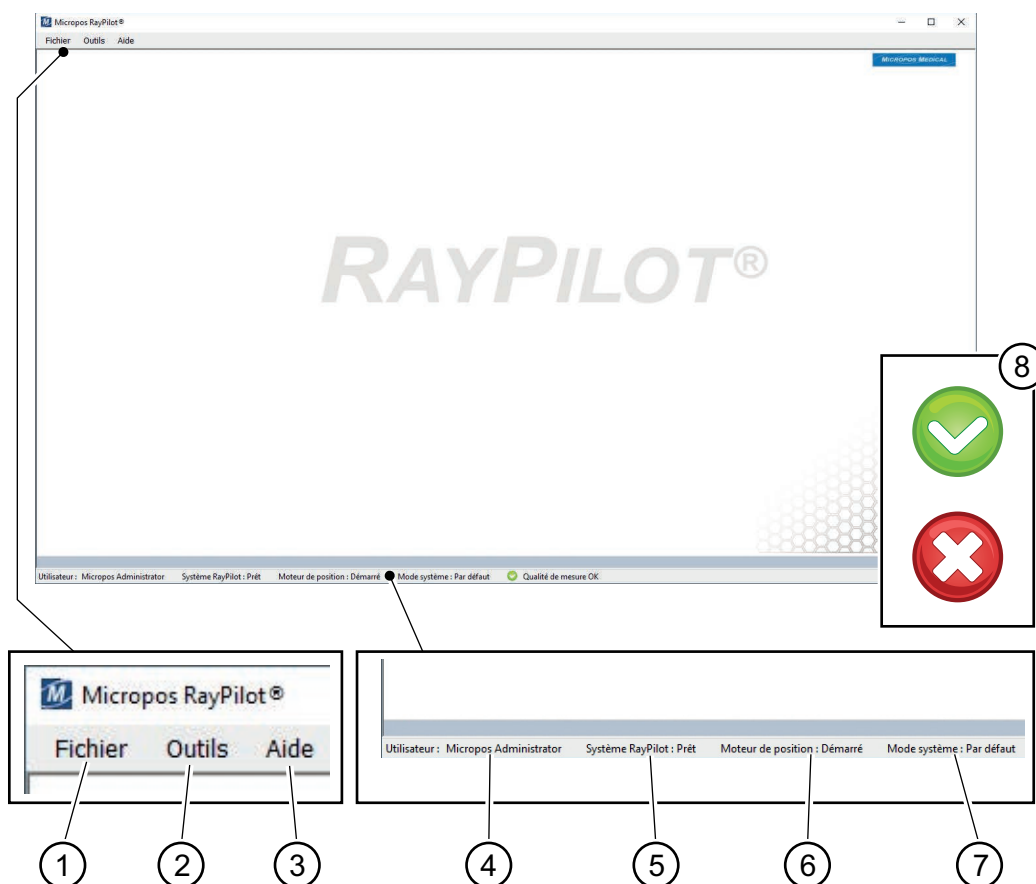 Micropos RayPilot®
Fichier Outils Aide
MICROPOS MEDICAL
RAYPILOT®
8
Utilisateur : Micropos Administrator Système RayPilot : Prêt Moteur de position : Démarré Mode système : Par défaut Qualité de mesure OK
M Micropos RayPilot®
Fichier Outils Aide
Utilisateur : Micropos Administrator Système RayPilot : Prêt Moteur de position : Démarré Mode système : Par défaut
1 2 3 4 5 6 7